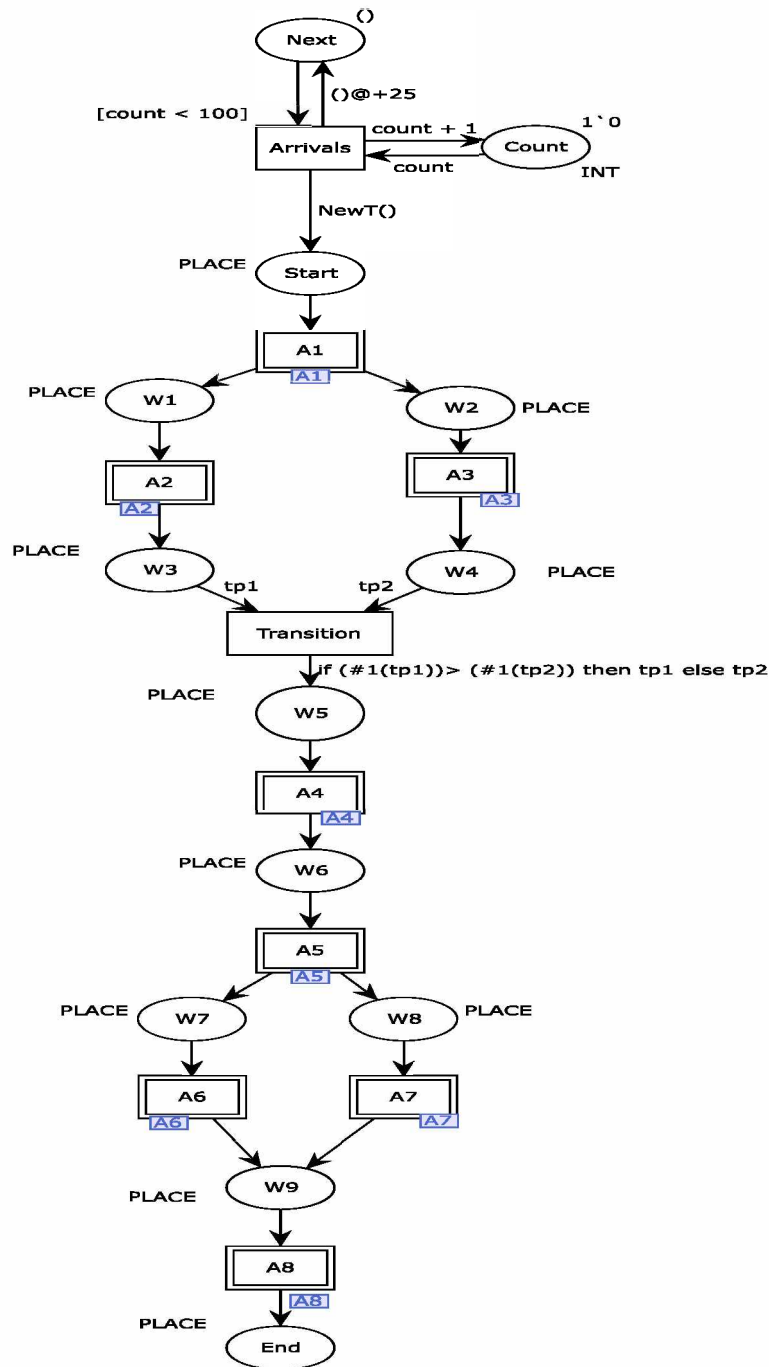 ()
Next
()@+25
[count < 100]
Arrivals
count + 1
count
1`0
Count
INT
NewT()
PLACE
Start
A1
A1
PLACE
W1
W2
PLACE
A2
A2
A3
A3
PLACE
W3
W4
PLACE
tp1
tp2
Transition
if (#1(tp1))> (#1(tp2)) then tp1 else tp2
PLACE
W5
A4
A4
PLACE
W6
A5
A5
PLACE
W7
W8
PLACE
A6
A6
A7
A7
PLACE
W9
A8
A8
PLACE
End